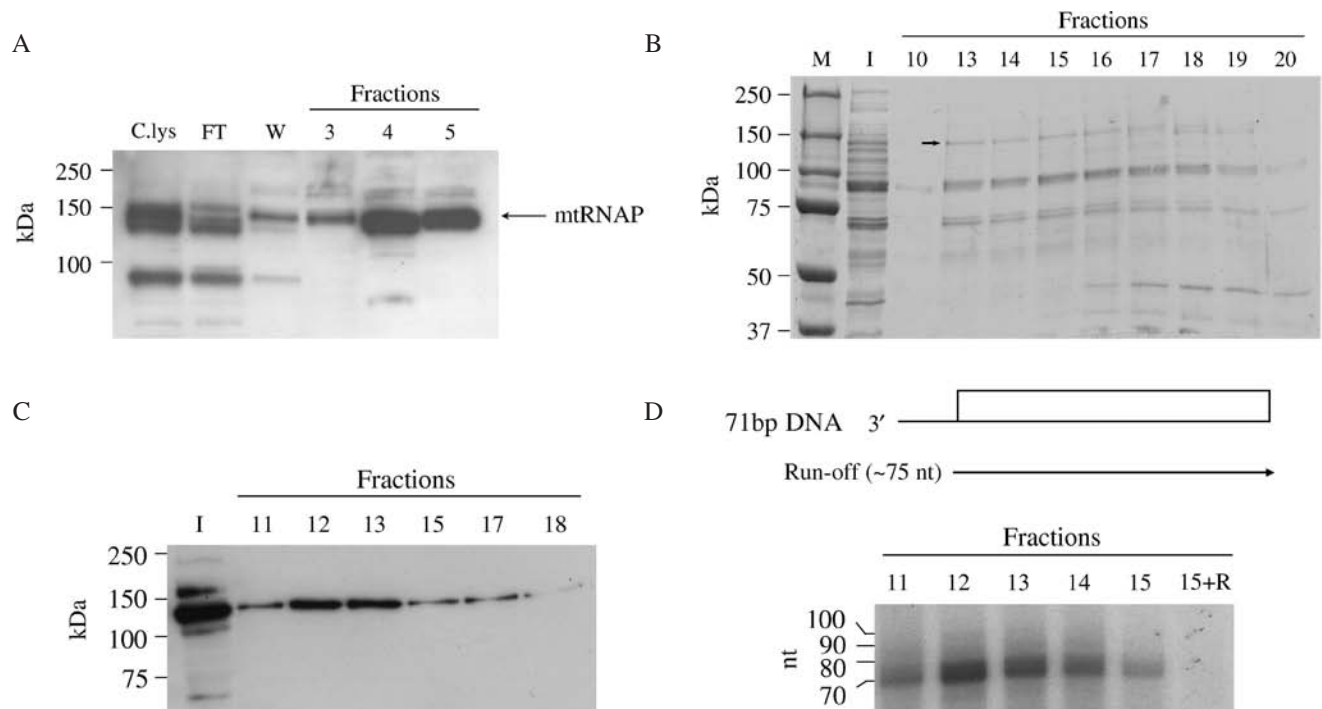 A
Fractions
C.lys FT W 3 4 5
250
150
100
kDa
mtRNAP
B
Fractions
M I 10 13 14 15 16 17 18 19 20
250
150
100
75
50
37
kDa
C
Fractions
I 11 12 13 15 17 18
250
150
100
75
kDa
D
71bp DNA 3′
Run-off (~75 nt)
Fractions
11 12 13 14 15 15+R
100
90
80
70
nt